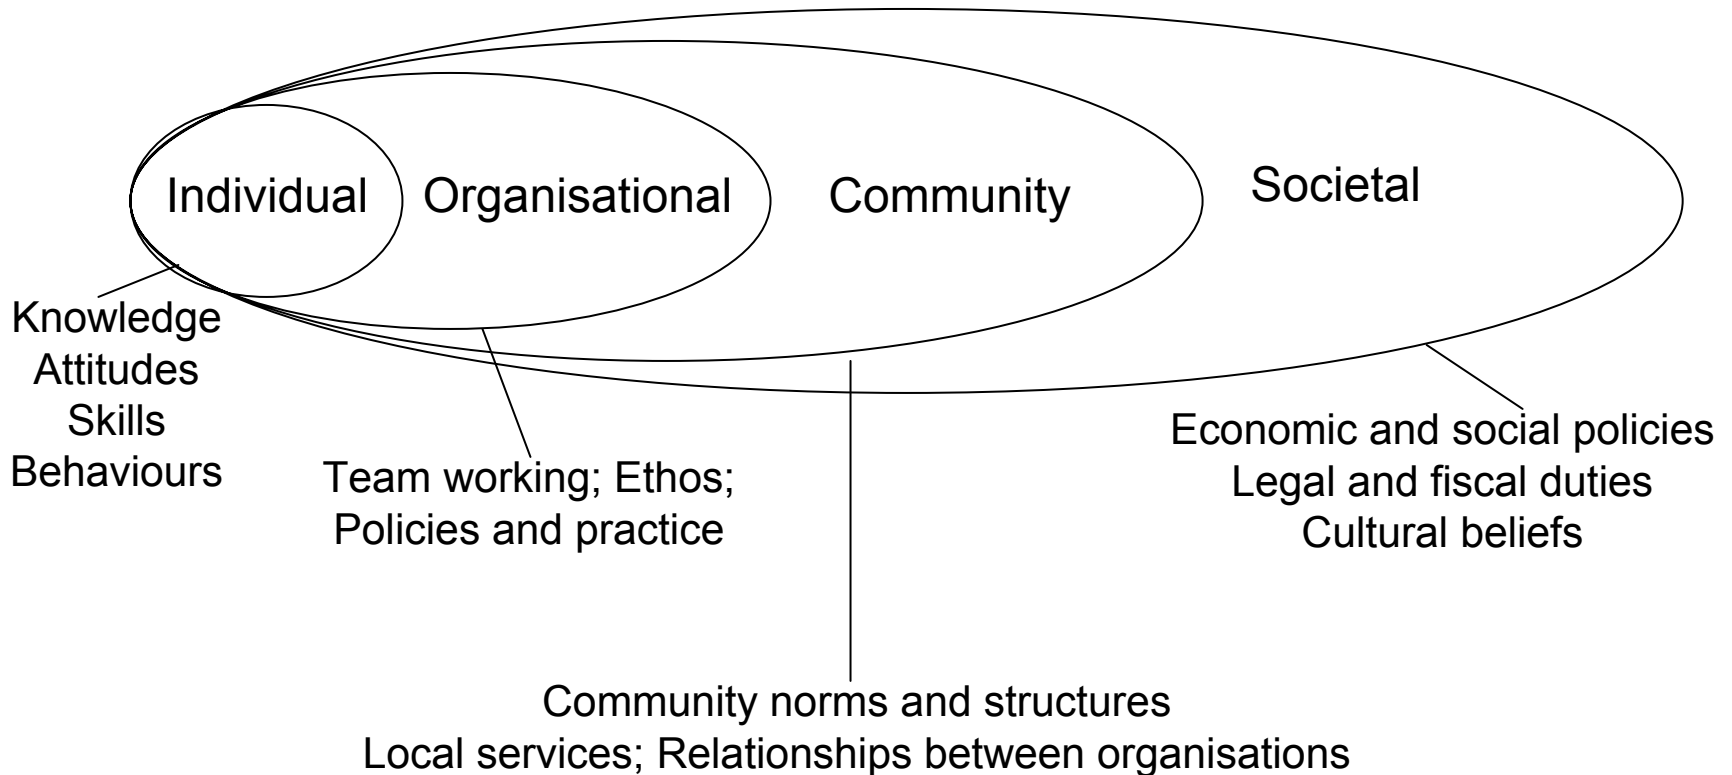 Individual
Organisational
Community
Societal
Knowledge
Attitudes
Skills
Behaviours
Team working; Ethos;
Policies and practice
Economic and social policies
Legal and fiscal duties
Cultural beliefs
Community norms and structures
Local services; Relationships between organisations